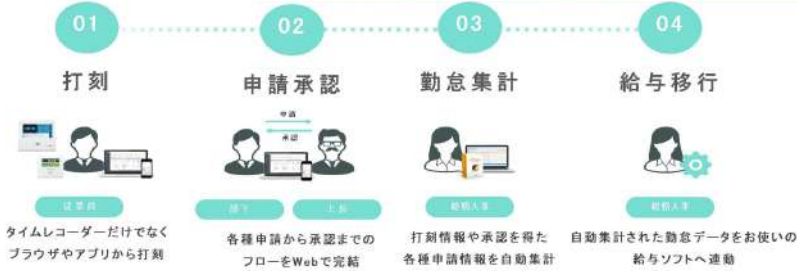 01
02
03
04
打刻
申請承認
勤怠集計
給与移行
申請
承認
従業員
部下
上長
総務人事
総務人事
タイムレコーダーだけでなく
ブラウザやアプリから打刻
各種申請から承認までの
フローをWebで完結
打刻情報や承認を得た
各種申請情報を自動集計
自動集計された勤怠データをお使いの
給与ソフトへ連動